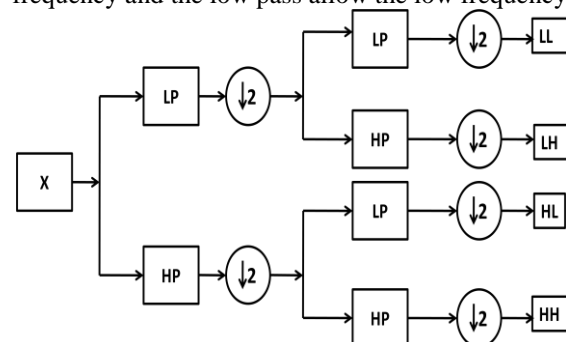 frequency and the low pass allow the low frequency
LP ↓2 LL
LP ↓2
HP ↓2 LH
X
LP ↓2 HL
HP ↓2
HP ↓2 HH